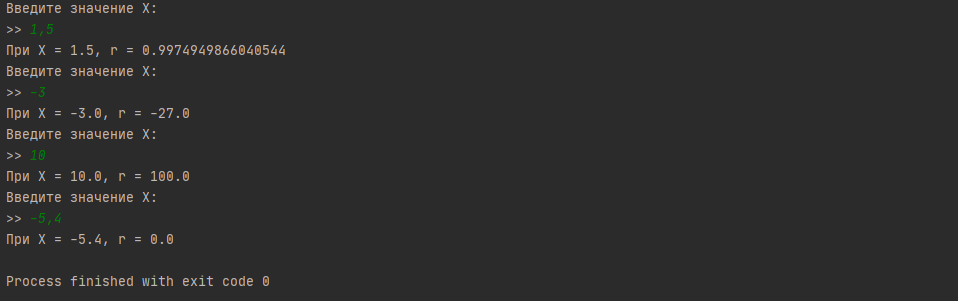 Введите значение X:
>> 1,5
При X = 1.5, r = 0.9974949866040544
Введите значение X:
>> -3
При X = -3.0, r = -27.0
Введите значение X:
>> 10
При X = 10.0, r = 100.0
Введите значение X:
>> -5,4
При X = -5.4, r = 0.0
Process finished with exit code 0